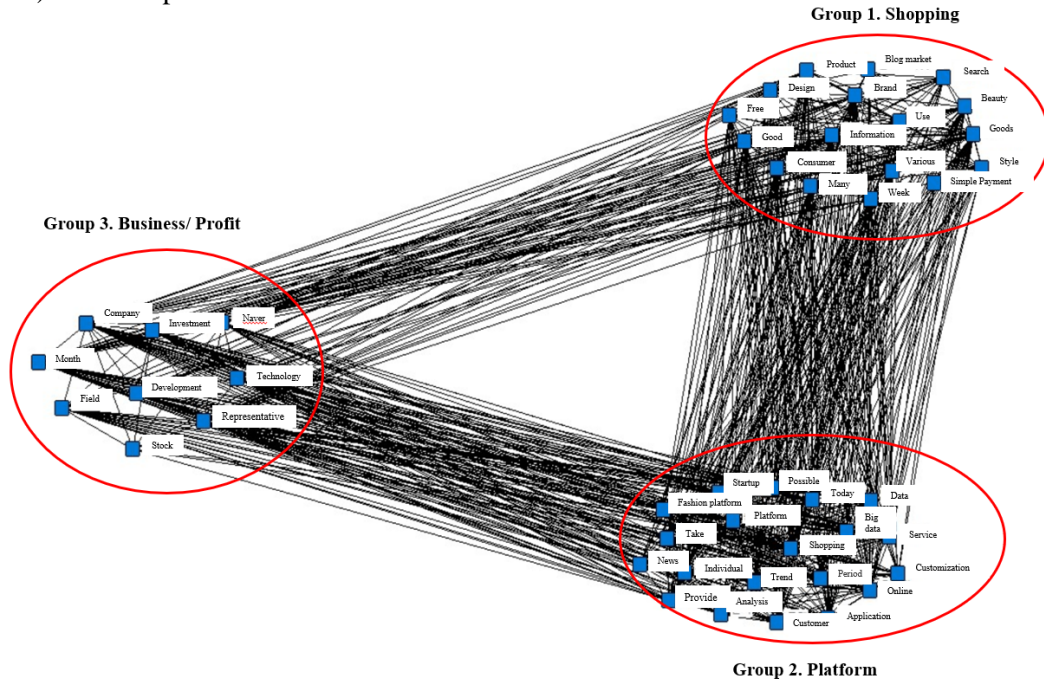 Group 1. Shopping
Product
Blog market
Search
Design
Brand
Beauty
Free
Use
Goods
Good
Information
Consumer
Various
Style
Many
Week
Simple Payment
Group 3. Business/ Profit
Company
Investment
Naver
Month
Technology
Field
Development
Representative
Stock
Startup
Possible
Today
Data
Fashion platform
Platform
Big
data
Service
Take
Shopping
News
Individual
Trend
Period
Customization
Online
Provide
Analysis
Customer
Application
Group 2. Platform